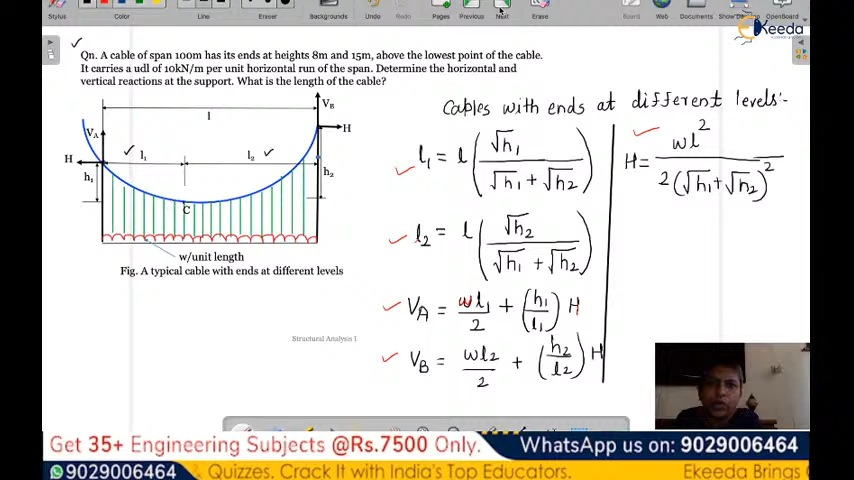 Stylus
Color
Line
Eraser
Backgrounds
Undo
Redo
Pages
Previous
Next
Erase
Board
Web
Documents
OpenBoard
Ekeeda
Qn. A cable of span 100m has its ends at heights 8m and 15m, above the lowest point of the cable.
It carries a udl of 10kN/m per unit horizontal run of the span. Determine the horizontal and
vertical reactions at the support. What is the length of the cable?
l
V_B
V_A
H
H
l₁
l₂
h₁
h₂
C
w/unit length
Fig. A typical cable with ends at different levels
Structural Analysis I
Cables with ends at different levels:-
l₁ = l (√h₁ / (√h₁ + √h₂))
l₂ = l (√h₂ / (√h₁ + √h₂))
V_A = wl₁/2 + (h₁/l₁) H
V_B = wl₂/2 + (h₂/l₂) H
H = wl² / 2(√h₁ + √h₂)²
Get 35+ Engineering Subjects @Rs.7500 Only.
WhatsApp us on: 9029006464
9029006464
Quizzes. Crack It with India's Top Educators.
Ekeeda Brings